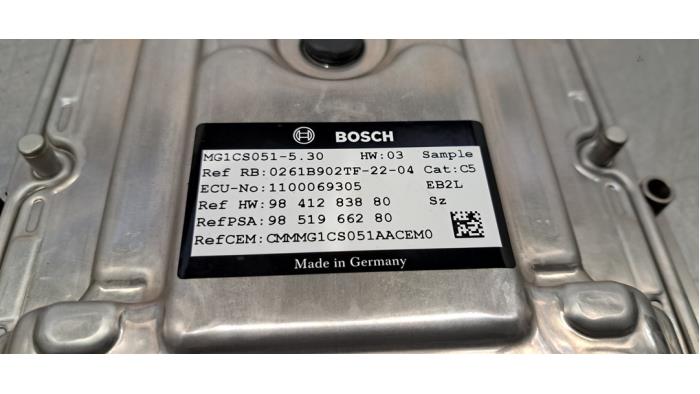 BOSCH
MG1CS051-5.30 HW:03 Sample
Ref RB:0261B902TF-22-04 Cat:C5
ECU-No:1100069305 EB2L
Ref HW:98 412 838 80 Sz
RefPSA:98 519 662 80
RefCEM:CMMMG1CS051AACEM0
Made in Germany